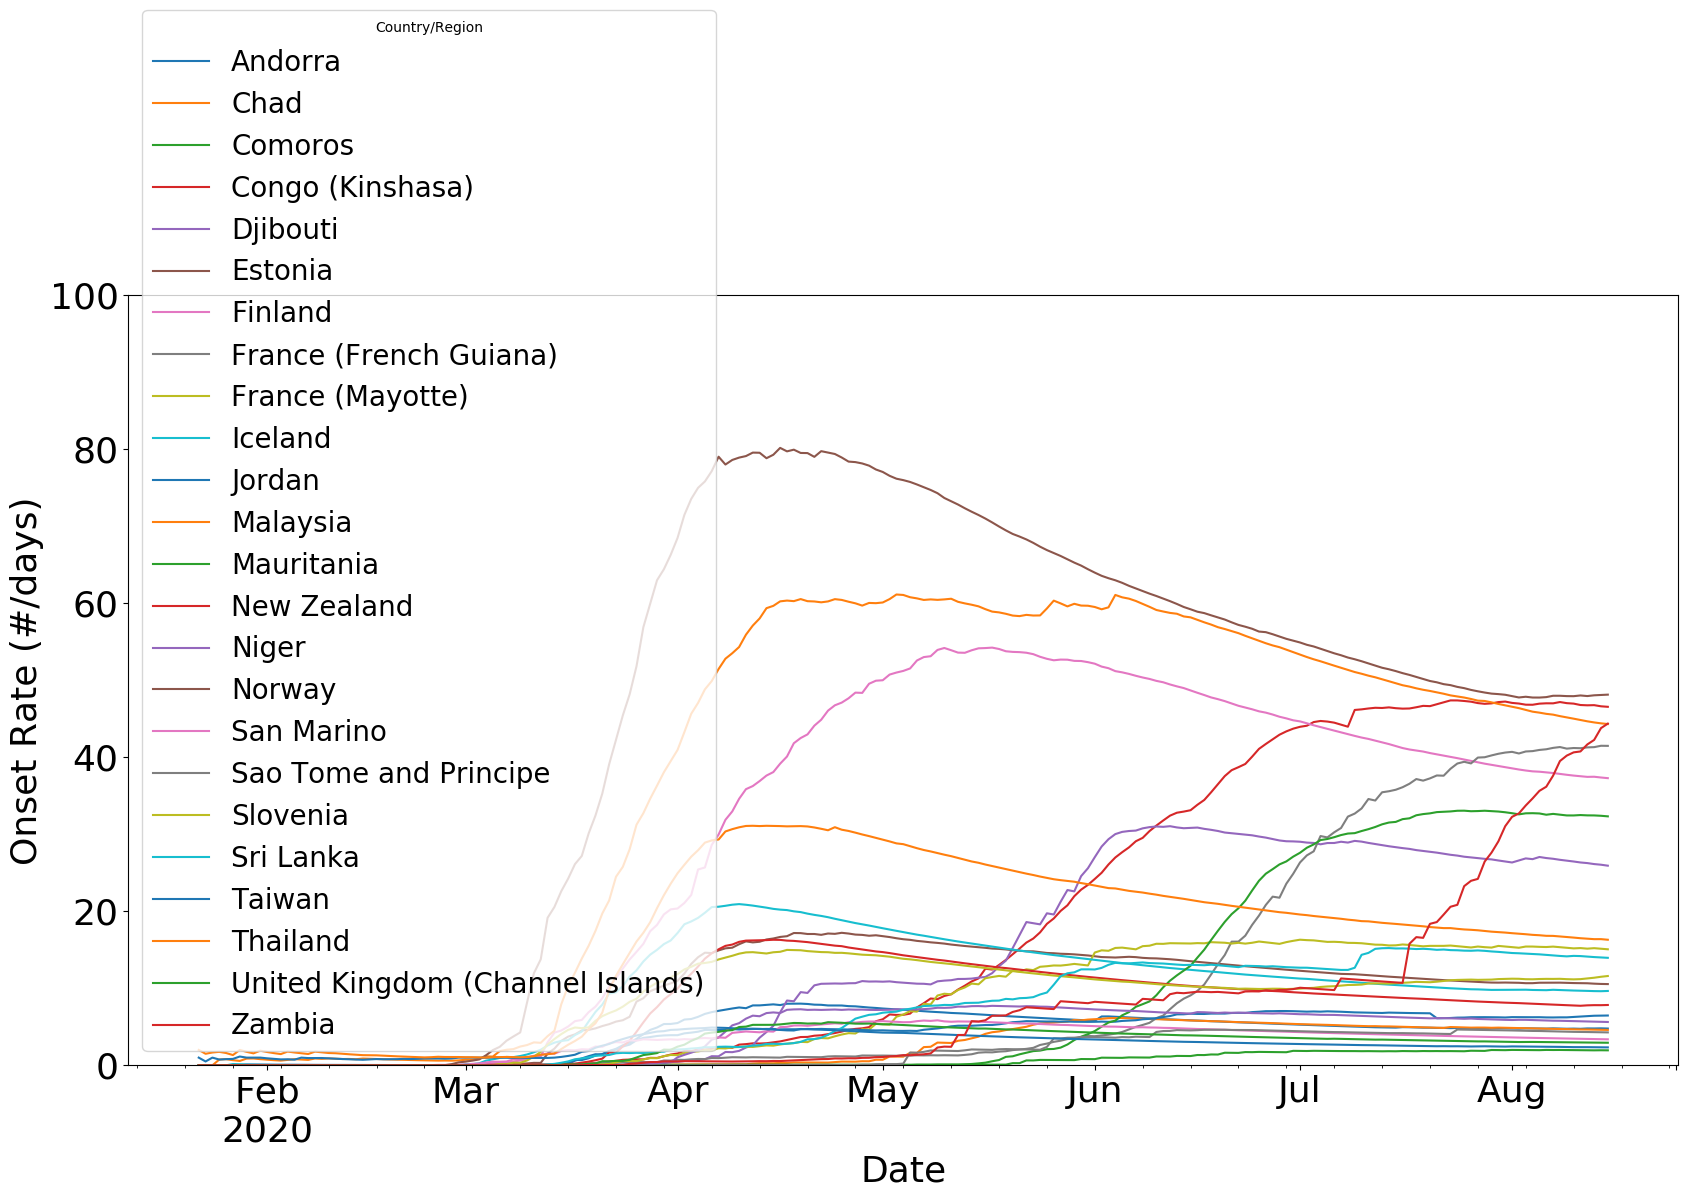 Country/Region
Andorra
Chad
Comoros
Congo (Kinshasa)
Djibouti
Estonia
Finland
France (French Guiana)
France (Mayotte)
Iceland
Jordan
Malaysia
Mauritania
New Zealand
Niger
Norway
San Marino
Sao Tome and Principe
Slovenia
Sri Lanka
Taiwan
Thailand
United Kingdom (Channel Islands)
Zambia
Onset Rate (#/days)
100
80
60
40
20
0
Feb
2020
Mar
Apr
May
Jun
Jul
Aug
Date